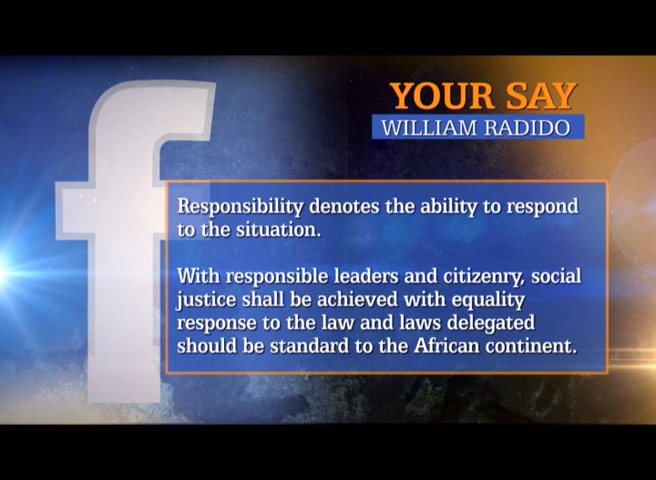 YOUR SAY
WILLIAM RADIDO
Responsibility denotes the ability to respond
to the situation.
With responsible leaders and citizenry, social
justice shall be achieved with equality
response to the law and laws delegated
should be standard to the African continent.